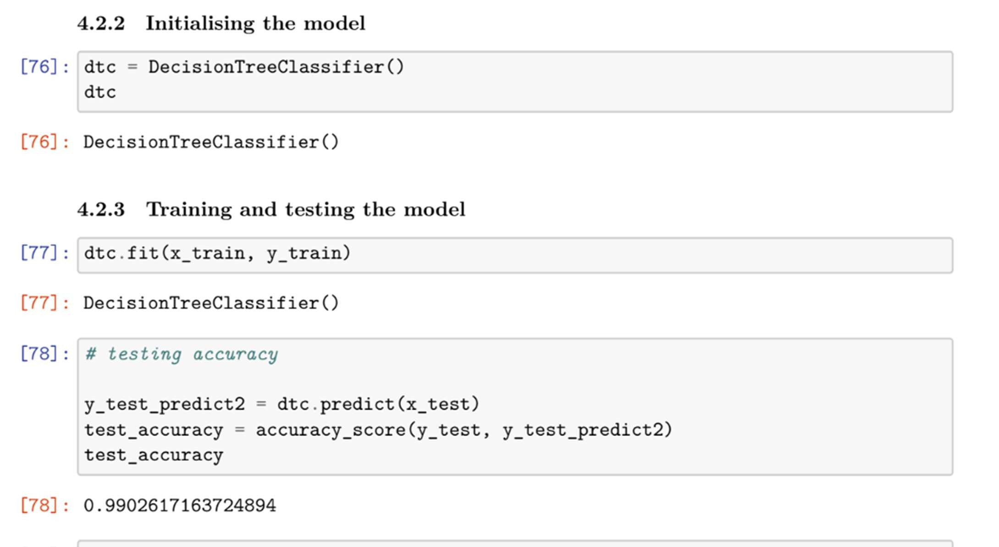 4.2.2 Initialising the model
[76]: dtc = DecisionTreeClassifier()
dtc
[76]: DecisionTreeClassifier()
4.2.3 Training and testing the model
[77]: dtc.fit(x_train, y_train)
[77]: DecisionTreeClassifier()
[78]: # testing accuracy
y_test_predict2 = dtc.predict(x_test)
test_accuracy = accuracy_score(y_test, y_test_predict2)
test_accuracy
[78]: 0.9902617163724894